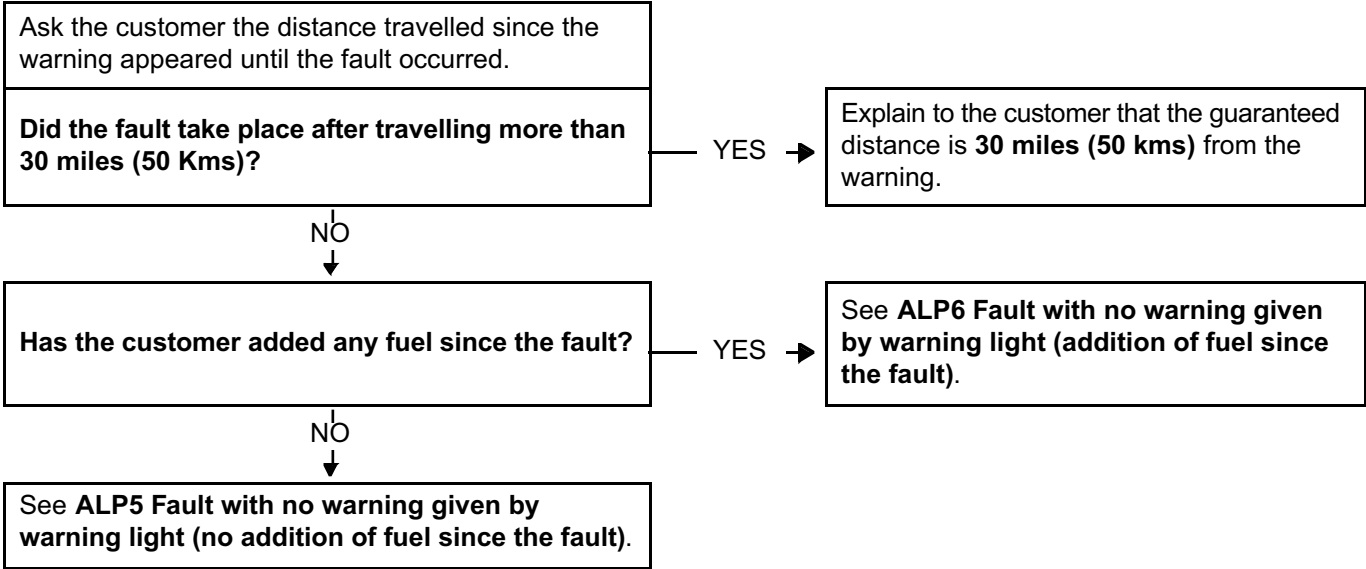 Ask the customer the distance travelled since the
warning appeared until the fault occurred.
Did the fault take place after travelling more than
30 miles (50 Kms)?
YES
Explain to the customer that the guaranteed
distance is 30 miles (50 kms) from the
warning.
NO
Has the customer added any fuel since the fault?
YES
See ALP6 Fault with no warning given
by warning light (addition of fuel since
the fault).
NO
See ALP5 Fault with no warning given by
warning light (no addition of fuel since the fault).